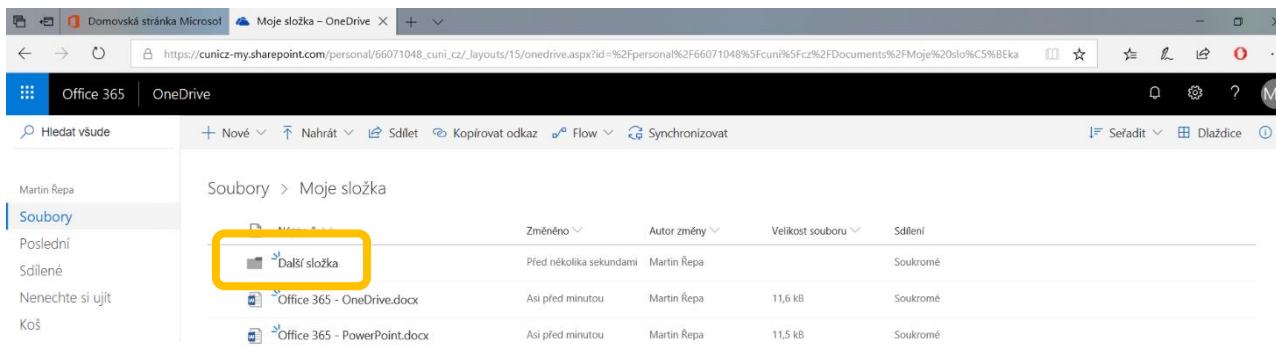 Domovská stránka Microsof
Moje složka – OneDrive
https://cunicz-my.sharepoint.com/personal/66071048_cuni_cz/_layouts/15/onedrive.aspx?id=%2Fpersonal%2F66071048%5Fcuni%5Fcz%2FDocuments%2FMoje%20slo%C5%BEka
Office 365 OneDrive ? M
Hledat všude
Nové Nahrát Sdílet Kopírovat odkaz Flow Synchronizovat Seřadit Dlaždice
Martin Řepa
Soubory
Poslední
Sdílené
Nenechte si ujít
Koš
Soubory > Moje složka
Změněno Autor změny Velikost souboru Sdílení
Další složka Před několika sekundami Martin Řepa Soukromé
Office 365 - OneDrive.docx Asi před minutou Martin Řepa 11,6 kB Soukromé
Office 365 - PowerPoint.docx Asi před minutou Martin Řepa 11,5 kB Soukromé